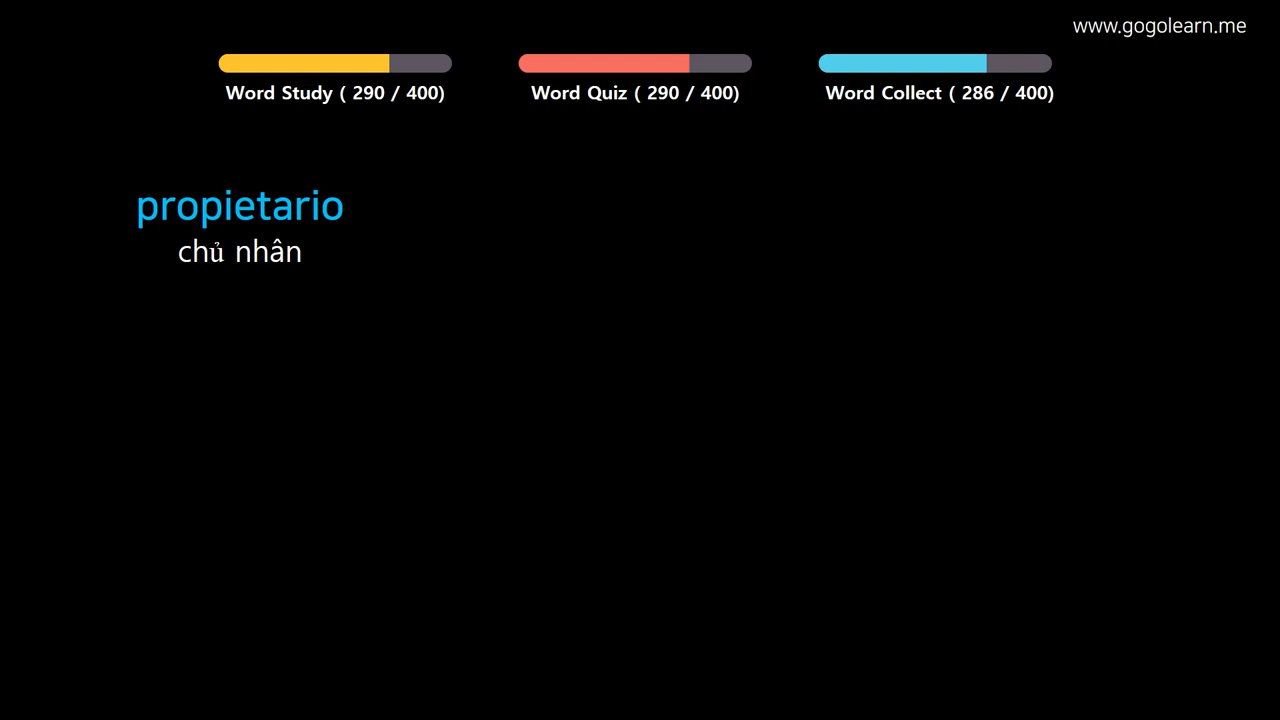 www.gogolearn.me
Word Study ( 290 / 400)
Word Quiz ( 290 / 400)
Word Collect ( 286 / 400)
propietario
chủ nhân